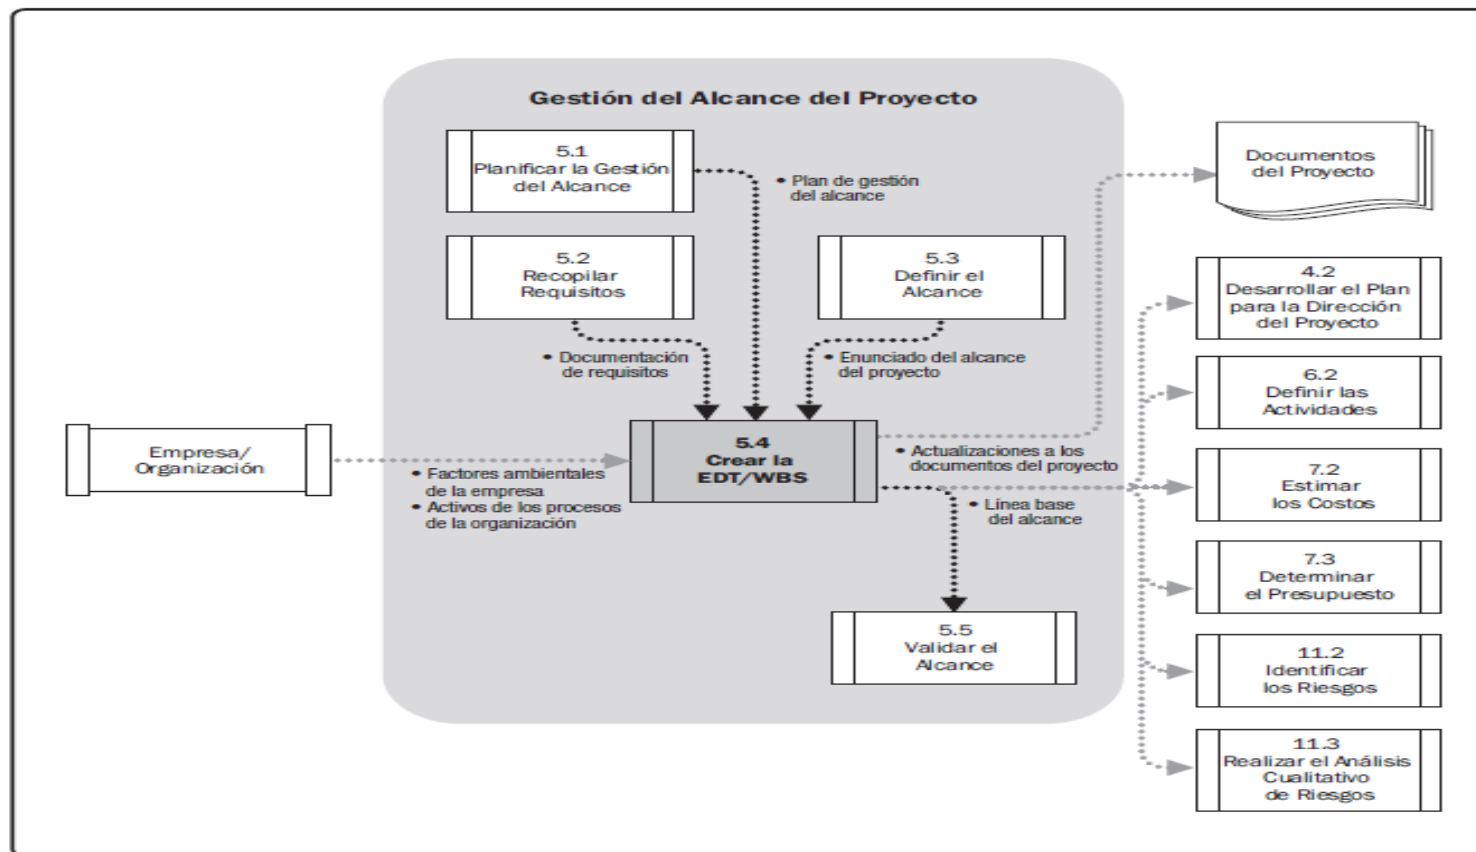 Gestión del Alcance del Proyecto
5.1
Planificar la Gestión
del Alcance
• Plan de gestión
del alcance
Documentos
del Proyecto
5.2
Recopilar
Requisitos
5.3
Definir el
Alcance
4.2
Desarrollar el Plan
para la Dirección
del Proyecto
• Documentación
de requisitos
• Enunciado del alcance
del proyecto
6.2
Definir las
Actividades
Empresa/
Organización
• Factores ambientales
de la empresa
• Activos de los procesos
de la organización
5.4
Crear la
EDT/WBS
• Actualizaciones a los
documentos del proyecto
• Línea base
del alcance
7.2
Estimar
los Costos
7.3
Determinar
el Presupuesto
5.5
Validar el
Alcance
11.2
Identificar
los Riesgos
11.3
Realizar el Análisis
Cualitativo
de Riesgos